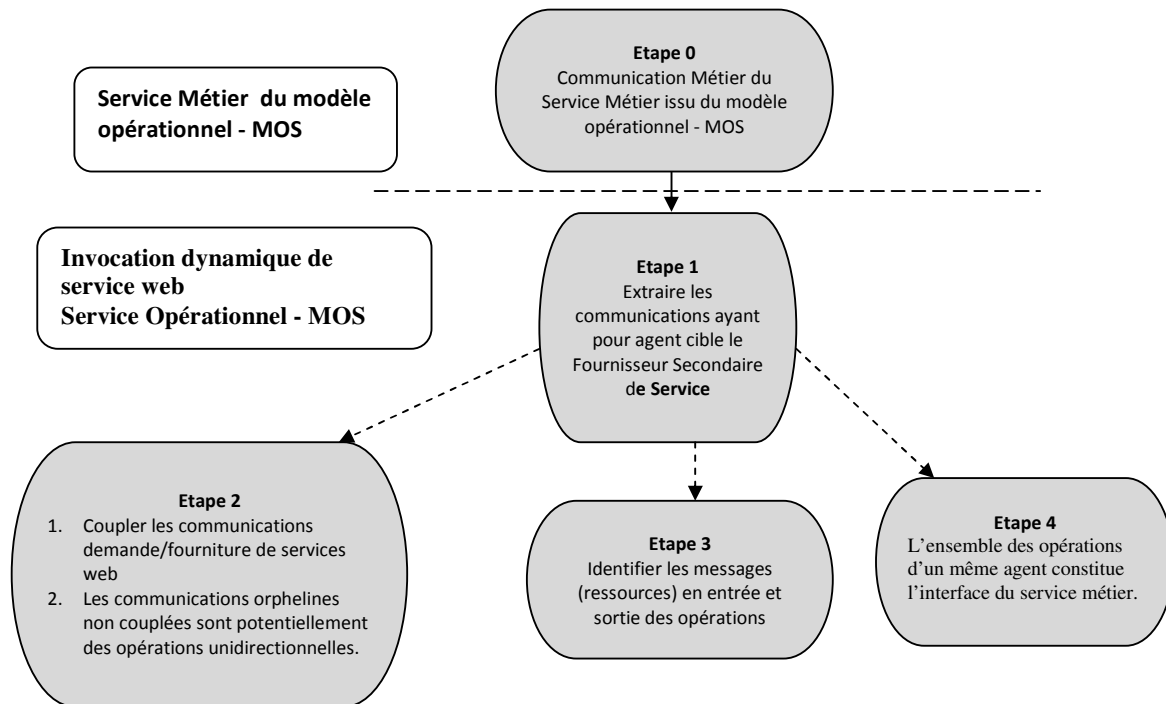 Etape 0
Communication Métier du
Service Métier issu du modèle
opérationnel - MOS
Service Métier du modèle
opérationnel - MOS
Invocation dynamique de
service web
Service Opérationnel - MOS
Etape 1
Extraire les
communications ayant
pour agent cible le
Fournisseur Secondaire
de Service
Etape 2
1. Coupler les communications
demande/fourniture de services
web
2. Les communications orphelines
non couplées sont potentiellement
des opérations unidirectionnelles.
Etape 3
Identifier les messages
(ressources) en entrée et
sortie des opérations
Etape 4
L’ensemble des opérations
d’un même agent constitue
l’interface du service métier.